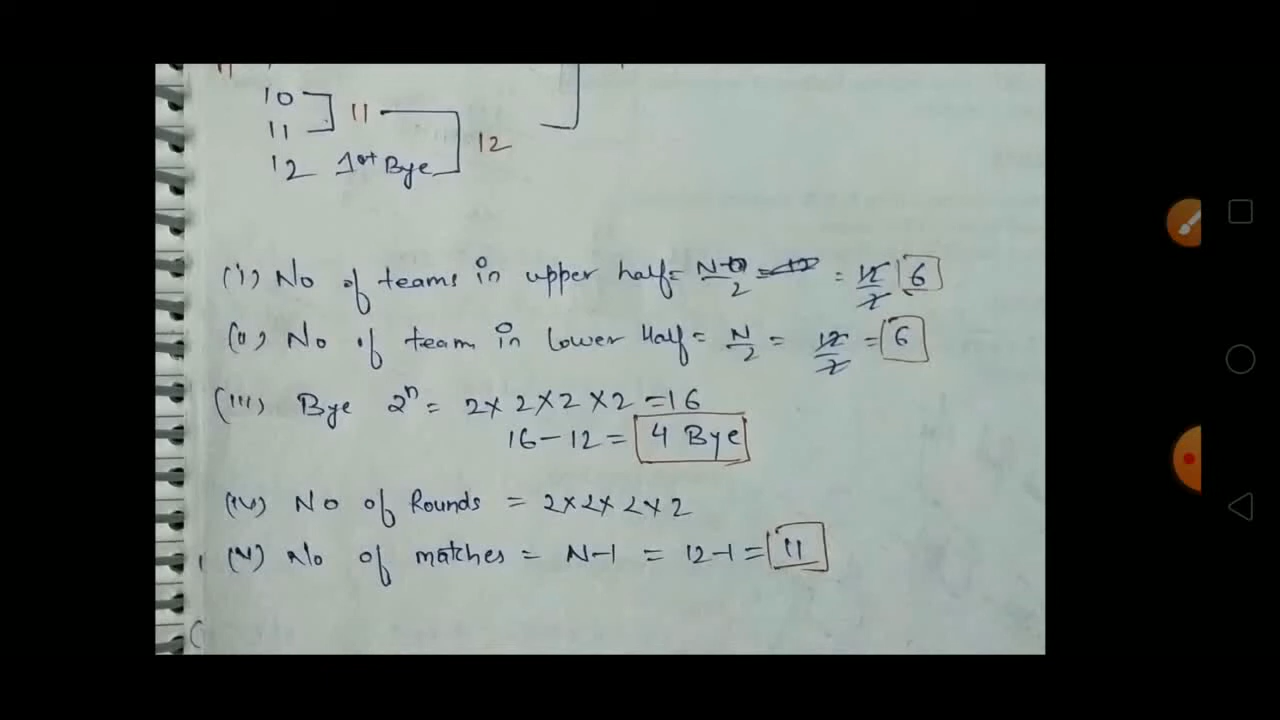 10
11
11
12
12 1st Bye
(i) No of teams in upper half = N/2 = 12/2 6
(ii) No of team in lower Half = N/2 = 12/2 = 6
(iii) Bye 2ⁿ = 2×2×2×2 = 16
16-12 = 4 Bye
(iv) No of Rounds = 2×2×2×2
(v) No of matches = N-1 = 12-1 = 11